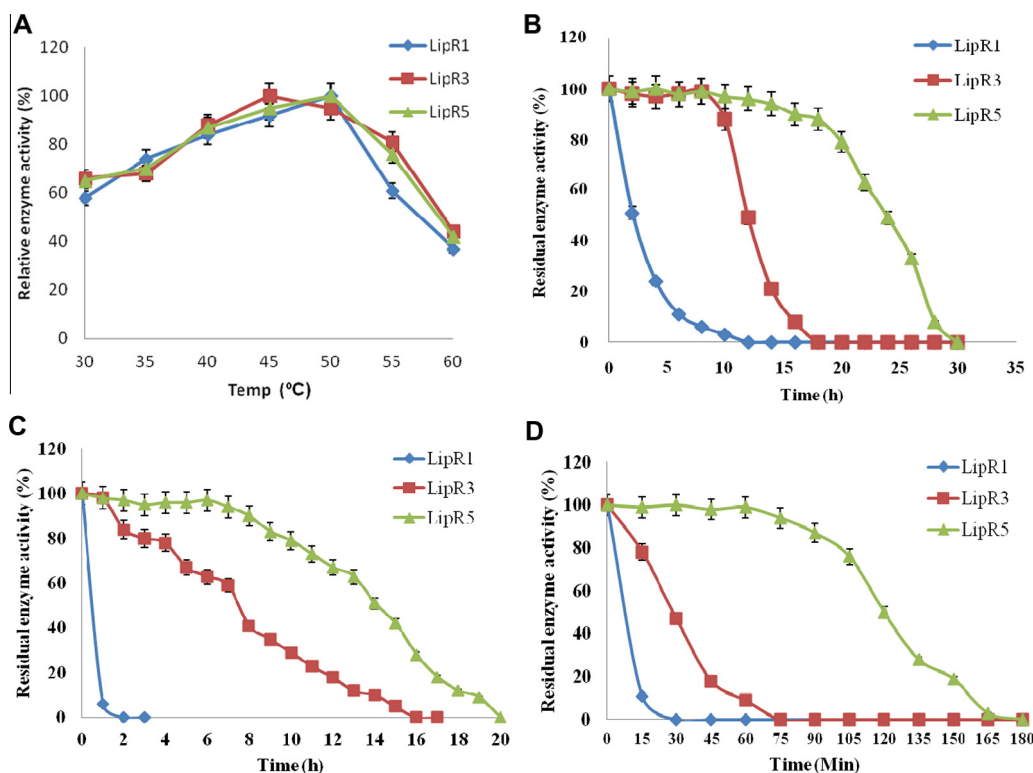 A
LipR1
LipR3
LipR5
Relative enzyme activity (%)
120
100
80
60
40
20
0
30 35 40 45 50 55 60
Temp (ºC)
B
LipR1
LipR3
LipR5
Residual enzyme activity (%)
120
100
80
60
40
20
0
0 5 10 15 20 25 30 35
Time (h)
C
LipR1
LipR3
LipR5
Residual enzyme activity (%)
120
100
80
60
40
20
0
0 2 4 6 8 10 12 14 16 18 20
Time (h)
D
LipR1
LipR3
LipR5
Residual enzyme activity (%)
120
100
80
60
40
20
0
0 15 30 45 60 75 90 105 120 135 150 165 180
Time (Min)